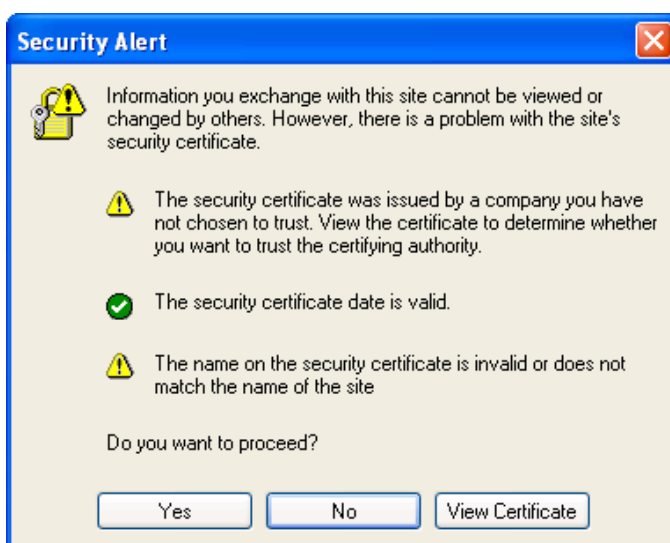 Security Alert
Information you exchange with this site cannot be viewed or
changed by others. However, there is a problem with the site's
security certificate.
The security certificate was issued by a company you have
not chosen to trust. View the certificate to determine whether
you want to trust the certifying authority.
The security certificate date is valid.
The name on the security certificate is invalid or does not
match the name of the site
Do you want to proceed?
Yes No View Certificate